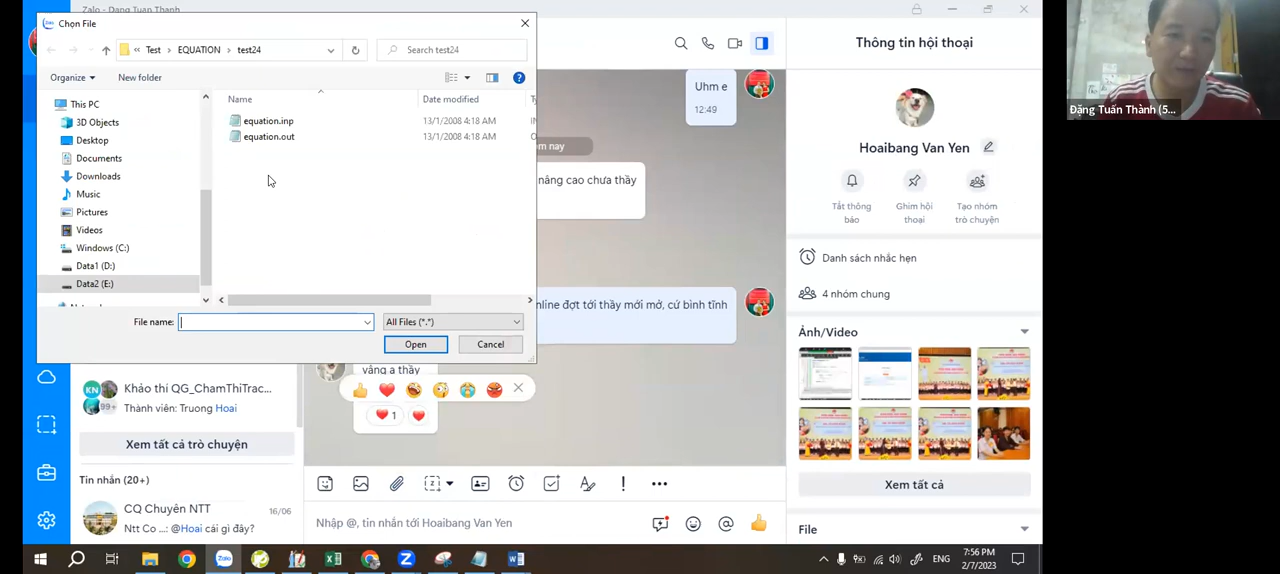 Zalo - Dang Tuan Thanh
Chọn File
Test
EQUATION
test24
Search test24
Organize
New folder
This PC
3D Objects
Desktop
Documents
Downloads
Music
Pictures
Videos
Windows (C:)
Data1 (D:)
Data2 (E:)
Name
Date modified
equation.inp
13/1/2008 4:18 AM
equation.out
13/1/2008 4:18 AM
File name:
All Files (*.*)
Open
Cancel
Uhm e
12:49
nay
nâng cao chưa thầy
online đợt tới thầy mới mở, cứ bình tĩnh
vâng ạ thầy
1
Khảo thí QG_ChamThiTrac...
KN
99+
Thành viên: Truong Hoai
Xem tất cả trò chuyện
Tin nhắn (20+)
CQ Chuyên NTT
16/06
Ntt Co ...: @Hoai cái gì đây?
Nhập @, tin nhắn tới Hoaibang Van Yen
Thông tin hội thoại
Hoaibang Van Yen
Tắt thông báo
Ghim hội thoại
Tạo nhóm trò chuyện
Danh sách nhắc hẹn
4 nhóm chung
Ảnh/Video
Xem tất cả
File
Đặng Tuấn Thành (5...
Zalo
ENG
7:56 PM
2/7/2023